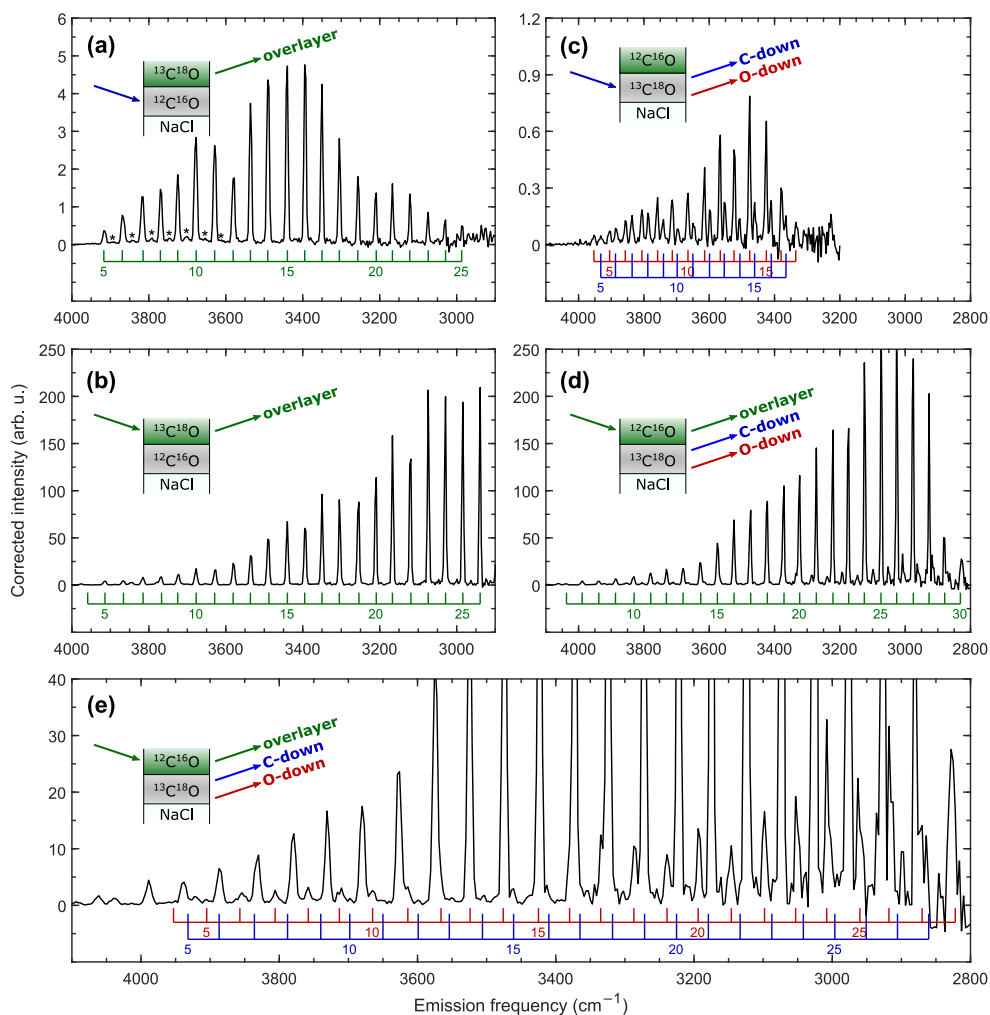 Corrected intensity (arb. u.)
(a)
6
5
4
3
2
1
0
¹³C¹⁸O
¹²C¹⁶O
NaCl
overlayer
* * * * * * *
5 10 15 20 25
4000 3800 3600 3400 3200 3000
(c)
1.2
0.9
0.6
0.3
0
¹²C¹⁶O
¹³C¹⁸O
NaCl
C-down
O-down
5 10 15
5 10 15
4000 3800 3600 3400 3200 3000 2800
(b)
250
200
150
100
50
0
¹³C¹⁸O
¹²C¹⁶O
NaCl
overlayer
5 10 15 20 25
4000 3800 3600 3400 3200 3000
(d)
250
200
150
100
50
0
¹²C¹⁶O
¹³C¹⁸O
NaCl
overlayer
C-down
O-down
10 15 20 25 30
4000 3800 3600 3400 3200 3000 2800
(e)
40
30
20
10
0
¹²C¹⁶O
¹³C¹⁸O
NaCl
overlayer
C-down
O-down
5 10 15 20 25
5 10 15 20 25
4000 3800 3600 3400 3200 3000 2800
Emission frequency (cm⁻¹)